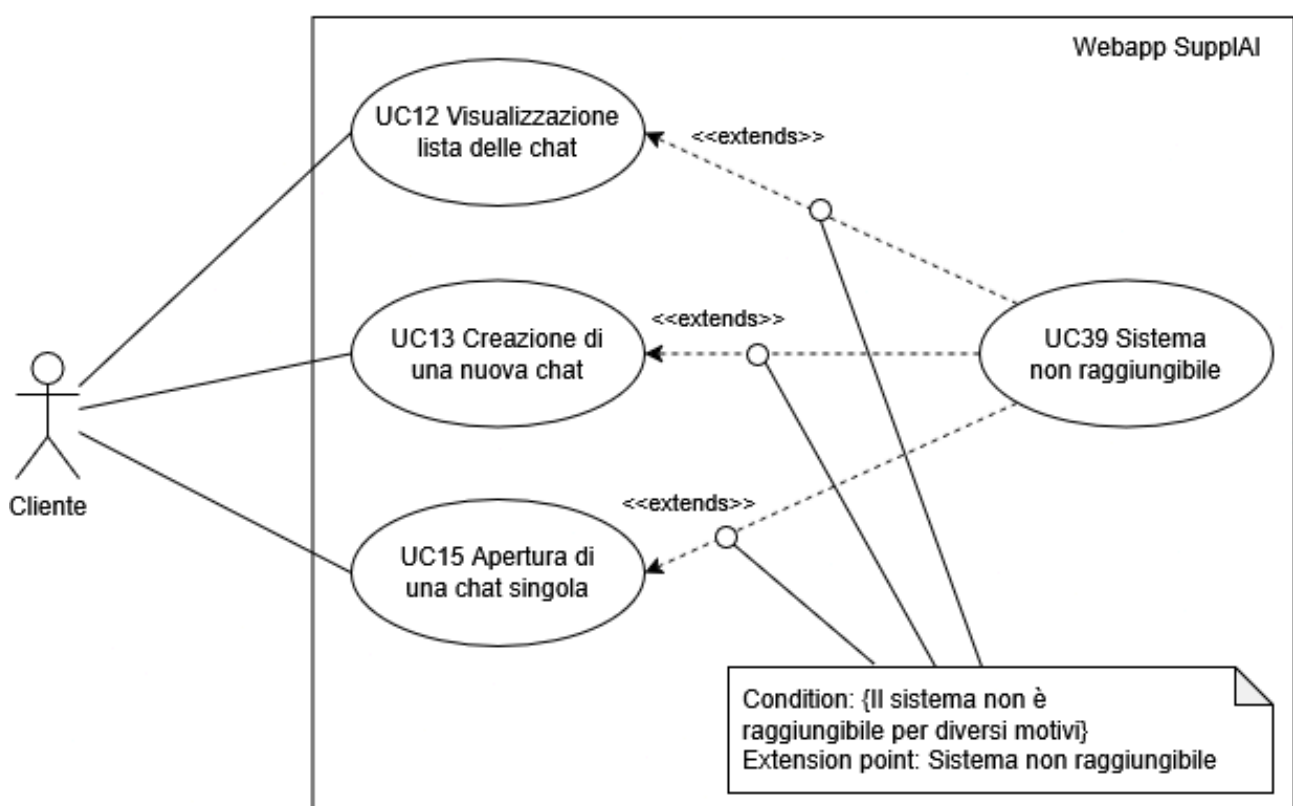 Webapp SupplAI
UC12 Visualizzazione
lista delle chat
<<extends>>
UC13 Creazione di
una nuova chat
<<extends>>
UC39 Sistema
non raggiungibile
Cliente
<<extends>>
UC15 Apertura di
una chat singola
Condition: {Il sistema non è
raggiungibile per diversi motivi}
Extension point: Sistema non raggiungibile